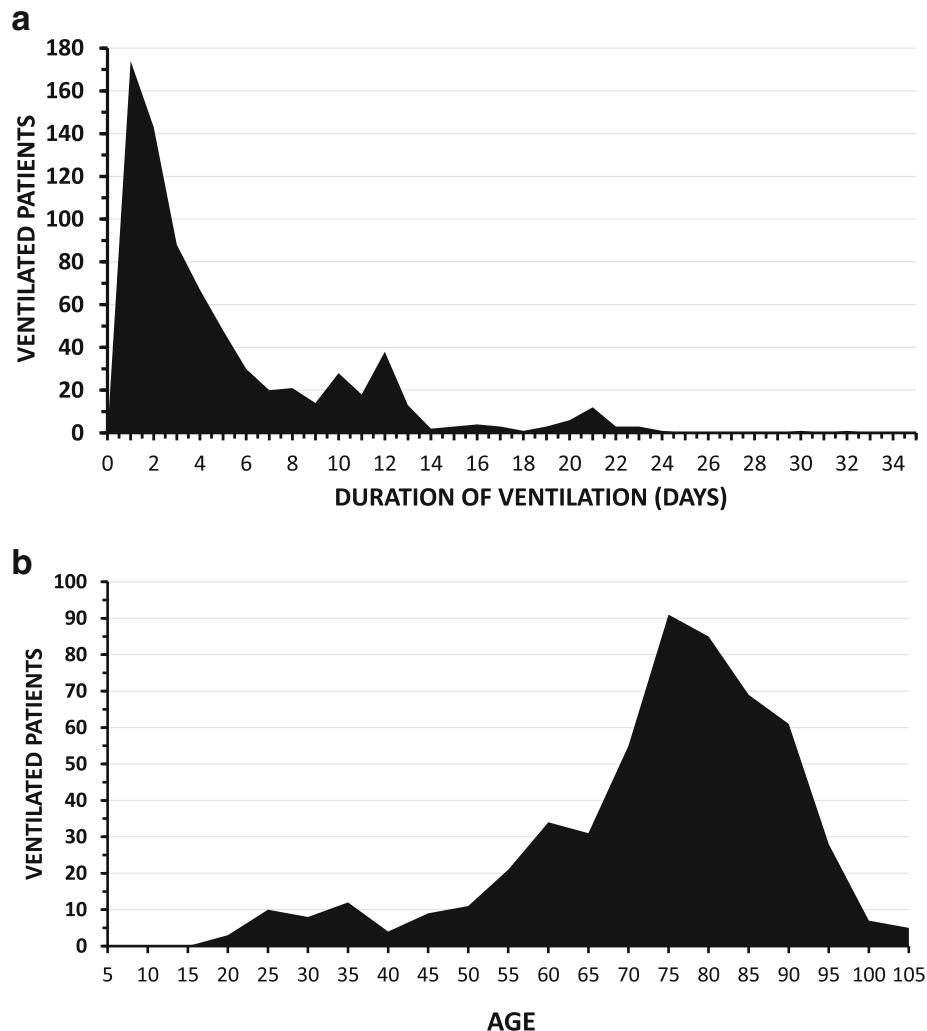 a
180
160
140
120
100
80
60
40
20
0
VENTILATED PATIENTS
0 2 4 6 8 10 12 14 16 18 20 22 24 26 28 30 32 34
DURATION OF VENTILATION (DAYS)
b
100
90
80
70
60
50
40
30
20
10
0
VENTILATED PATIENTS
5 10 15 20 25 30 35 40 45 50 55 60 65 70 75 80 85 90 95 100 105
AGE